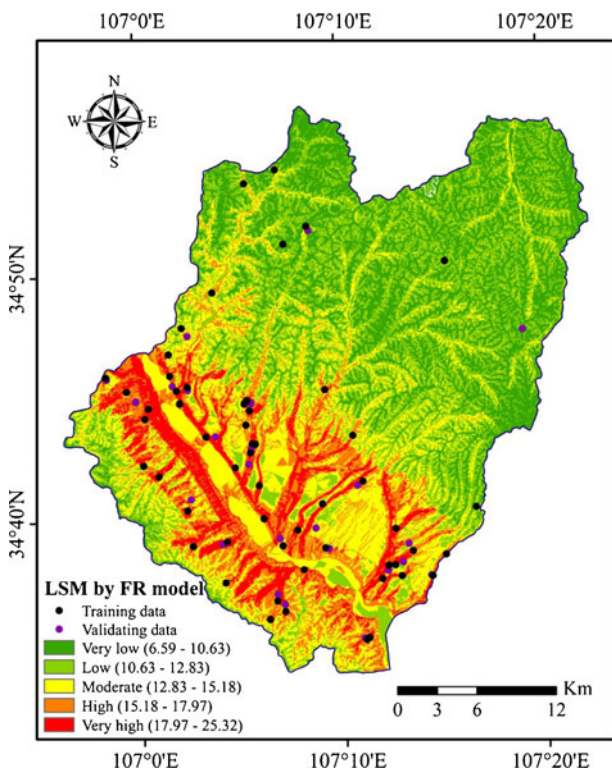 107°0'E 107°10'E 107°20'E
N
W E
S
34°50'N
34°40'N
LSM by FR model
Training data
Validating data
Very low (6.59 - 10.63)
Low (10.63 - 12.83)
Moderate (12.83 - 15.18)
High (15.18 - 17.97)
Very high (17.97 - 25.32)
Km
0 3 6 12
107°0'E 107°10'E 107°20'E